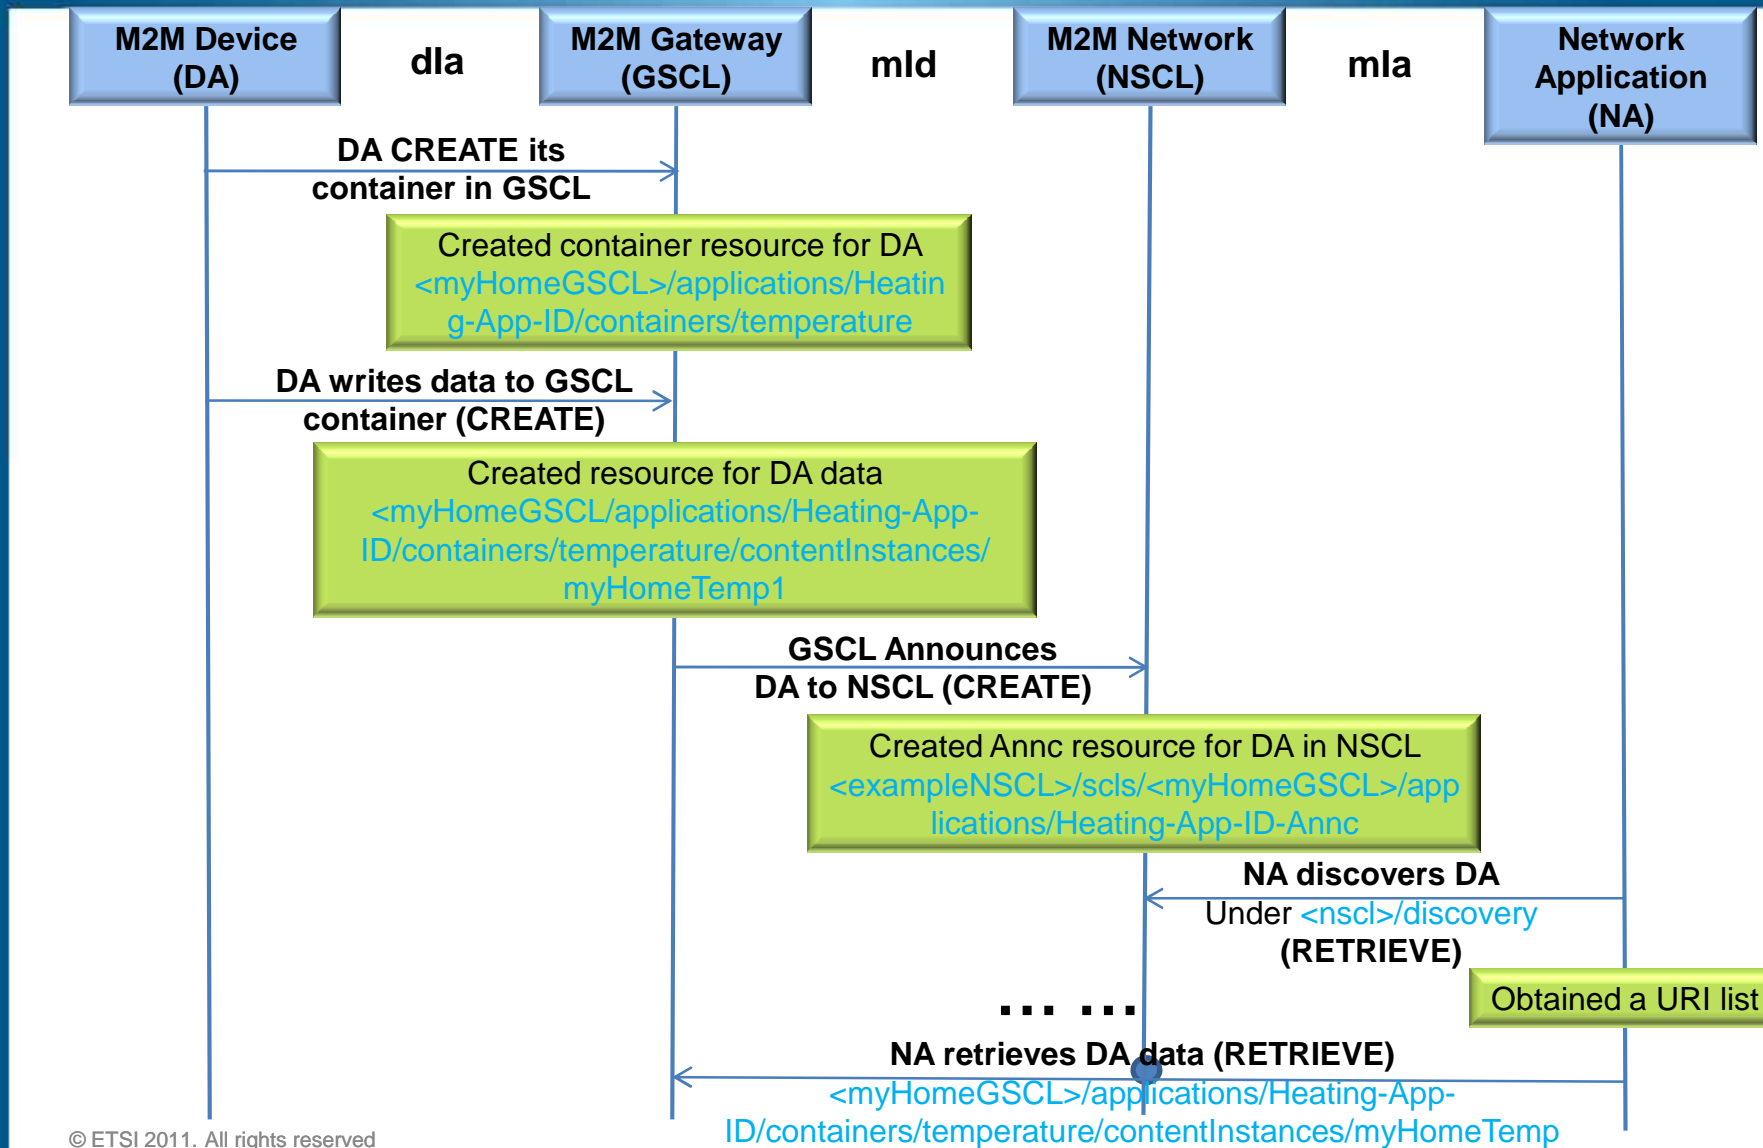 M2M Device
(DA)
dIa
M2M Gateway
(GSCL)
mId
M2M Network
(NSCL)
mIa
Network
Application
(NA)
DA CREATE its
container in GSCL
Created container resource for DA
<myHomeGSCL>/applications/Heatin
g-App-ID/containers/temperature
DA writes data to GSCL
container (CREATE)
Created resource for DA data
<myHomeGSCL/applications/Heating-App-
ID/containers/temperature/contentInstances/
myHomeTemp1
GSCL Announces
DA to NSCL (CREATE)
Created Annc resource for DA in NSCL
<exampleNSCL>/scls/<myHomeGSCL>/app
lications/Heating-App-ID-Annc
NA discovers DA
Under <nscl>/discovery
(RETRIEVE)
Obtained a URI list
... ...
NA retrieves DA data (RETRIEVE)
<myHomeGSCL>/applications/Heating-App-
ID/containers/temperature/contentInstances/myHomeTemp
© ETSI 2011. All rights reserved